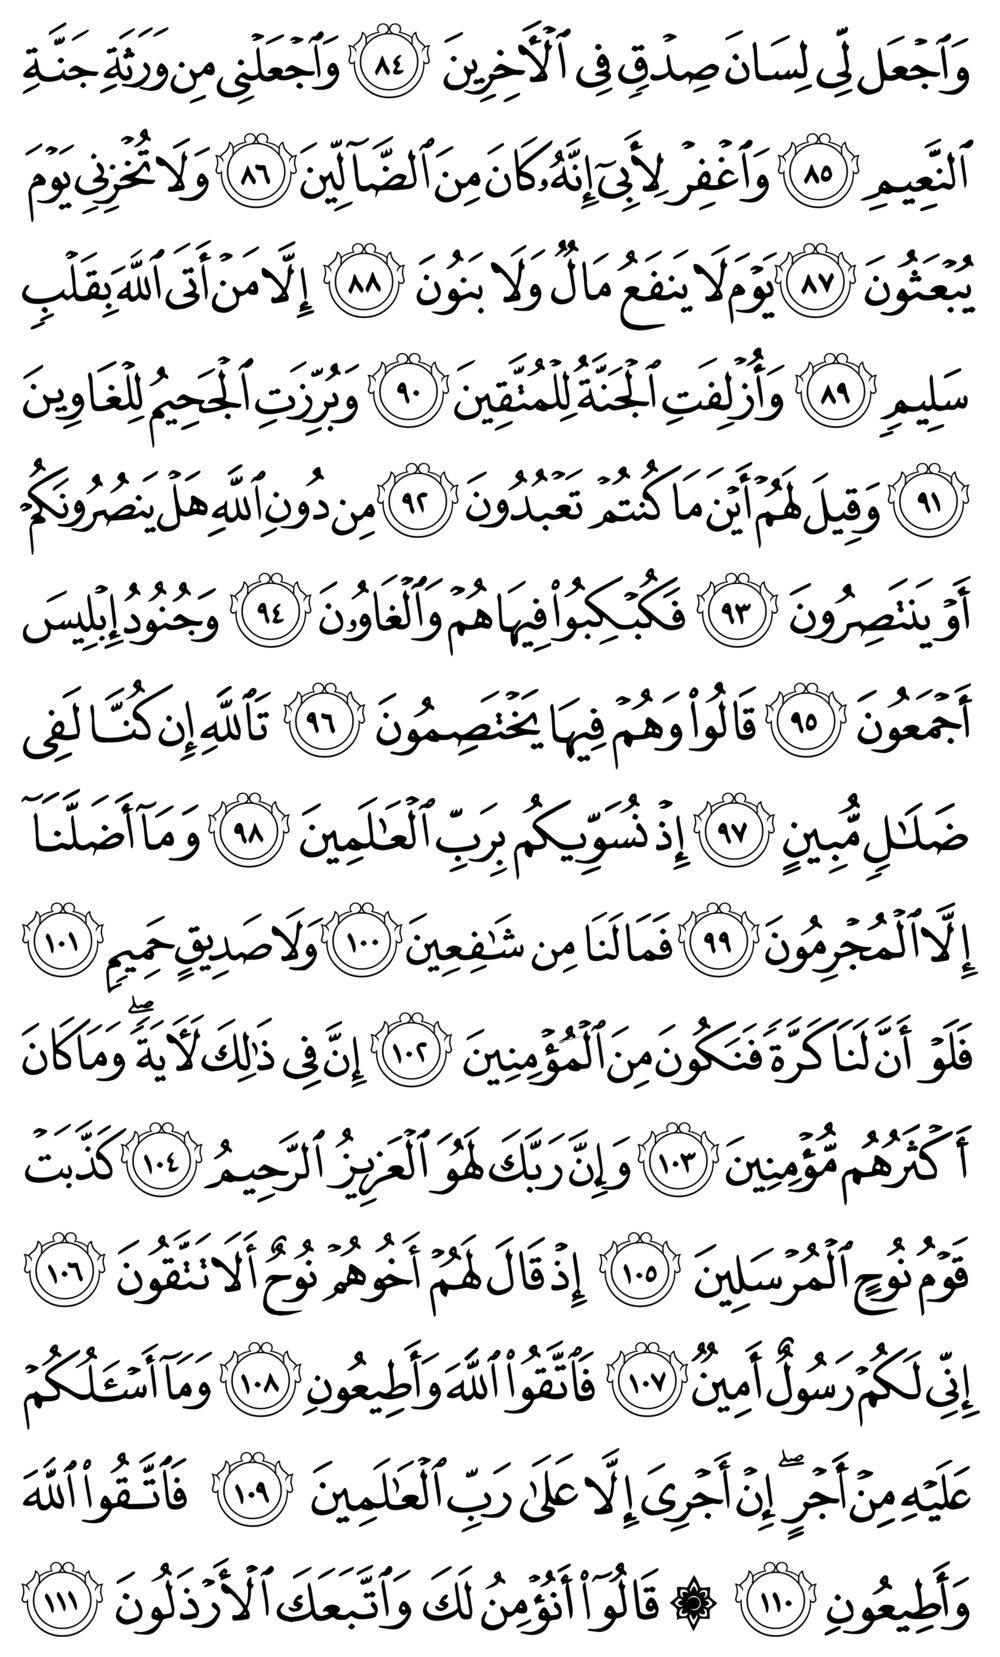 وَٱجۡعَل لِّي لِسَانَ صِدۡقٖ فِي ٱلۡأٓخِرِينَ ٨٤ وَٱجۡعَلۡنِي مِن وَرَثَةِ جَنَّةِ
ٱلنَّعِيمِ ٨٥ وَٱغۡفِرۡ لِأَبِيٓ إِنَّهُۥ كَانَ مِنَ ٱلضَّآلِّينَ ٨٦ وَلَا تُخۡزِنِي يَوۡمَ
يُبۡعَثُونَ ٨٧ يَوۡمَ لَا يَنفَعُ مَالٞ وَلَا بَنُونَ ٨٨ إِلَّا مَنۡ أَتَى ٱللَّهَ بِقَلۡبٖ
سَلِيمٖ ٨٩ وَأُزۡلِفَتِ ٱلۡجَنَّةُ لِلۡمُتَّقِينَ ٩٠ وَبُرِّزَتِ ٱلۡجَحِيمُ لِلۡغَاوِينَ
٩١ وَقِيلَ لَهُمۡ أَيۡنَ مَا كُنتُمۡ تَعۡبُدُونَ ٩٢ مِن دُونِ ٱللَّهِ هَلۡ يَنصُرُونَكُمۡ
أَوۡ يَنتَصِرُونَ ٩٣ فَكُبۡكِبُواْ فِيهَا هُمۡ وَٱلۡغَاوُۥنَ ٩٤ وَجُنُودُ إِبۡلِيسَ
أَجۡمَعُونَ ٩٥ قَالُواْ وَهُمۡ فِيهَا يَخۡتَصِمُونَ ٩٦ تَٱللَّهِ إِن كُنَّا لَفِي
ضَلَٰلٖ مُّبِينٍ ٩٧ إِذۡ نُسَوِّيكُم بِرَبِّ ٱلۡعَٰلَمِينَ ٩٨ وَمَآ أَضَلَّنَآ
إِلَّا ٱلۡمُجۡرِمُونَ ٩٩ فَمَا لَنَا مِن شَٰفِعِينَ ١٠٠ وَلَا صَدِيقٍ حَمِيمٖ ١٠١
فَلَوۡ أَنَّ لَنَا كَرَّةٗ فَنَكُونَ مِنَ ٱلۡمُؤۡمِنِينَ ١٠٢ إِنَّ فِي ذَٰلِكَ لَأٓيَةٗۖ وَمَا كَانَ
أَكۡثَرُهُم مُّؤۡمِنِينَ ١٠٣ وَإِنَّ رَبَّكَ لَهُوَ ٱلۡعَزِيزُ ٱلرَّحِيمُ ١٠٤ كَذَّبَتۡ
قَوۡمُ نُوحٍ ٱلۡمُرۡسَلِينَ ١٠٥ إِذۡ قَالَ لَهُمۡ أَخُوهُمۡ نُوحٌ أَلَا تَتَّقُونَ ١٠٦
إِنِّي لَكُمۡ رَسُولٌ أَمِينٞ ١٠٧ فَٱتَّقُواْ ٱللَّهَ وَأَطِيعُونِ ١٠٨ وَمَآ أَسۡـَٔلُكُمۡ
عَلَيۡهِ مِنۡ أَجۡرٍۖ إِنۡ أَجۡرِيَ إِلَّا عَلَىٰ رَبِّ ٱلۡعَٰلَمِينَ ١٠٩ فَٱتَّقُواْ ٱللَّهَ
وَأَطِيعُونِ ١١٠ ۞ قَالُوٓاْ أَنُؤۡمِنُ لَكَ وَٱتَّبَعَكَ ٱلۡأَرۡذَلُونَ ١١١